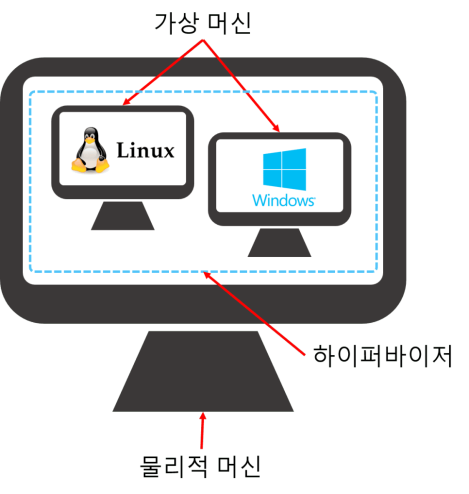 가상 머신
Linux
Windows
하이퍼바이저
물리적 머신